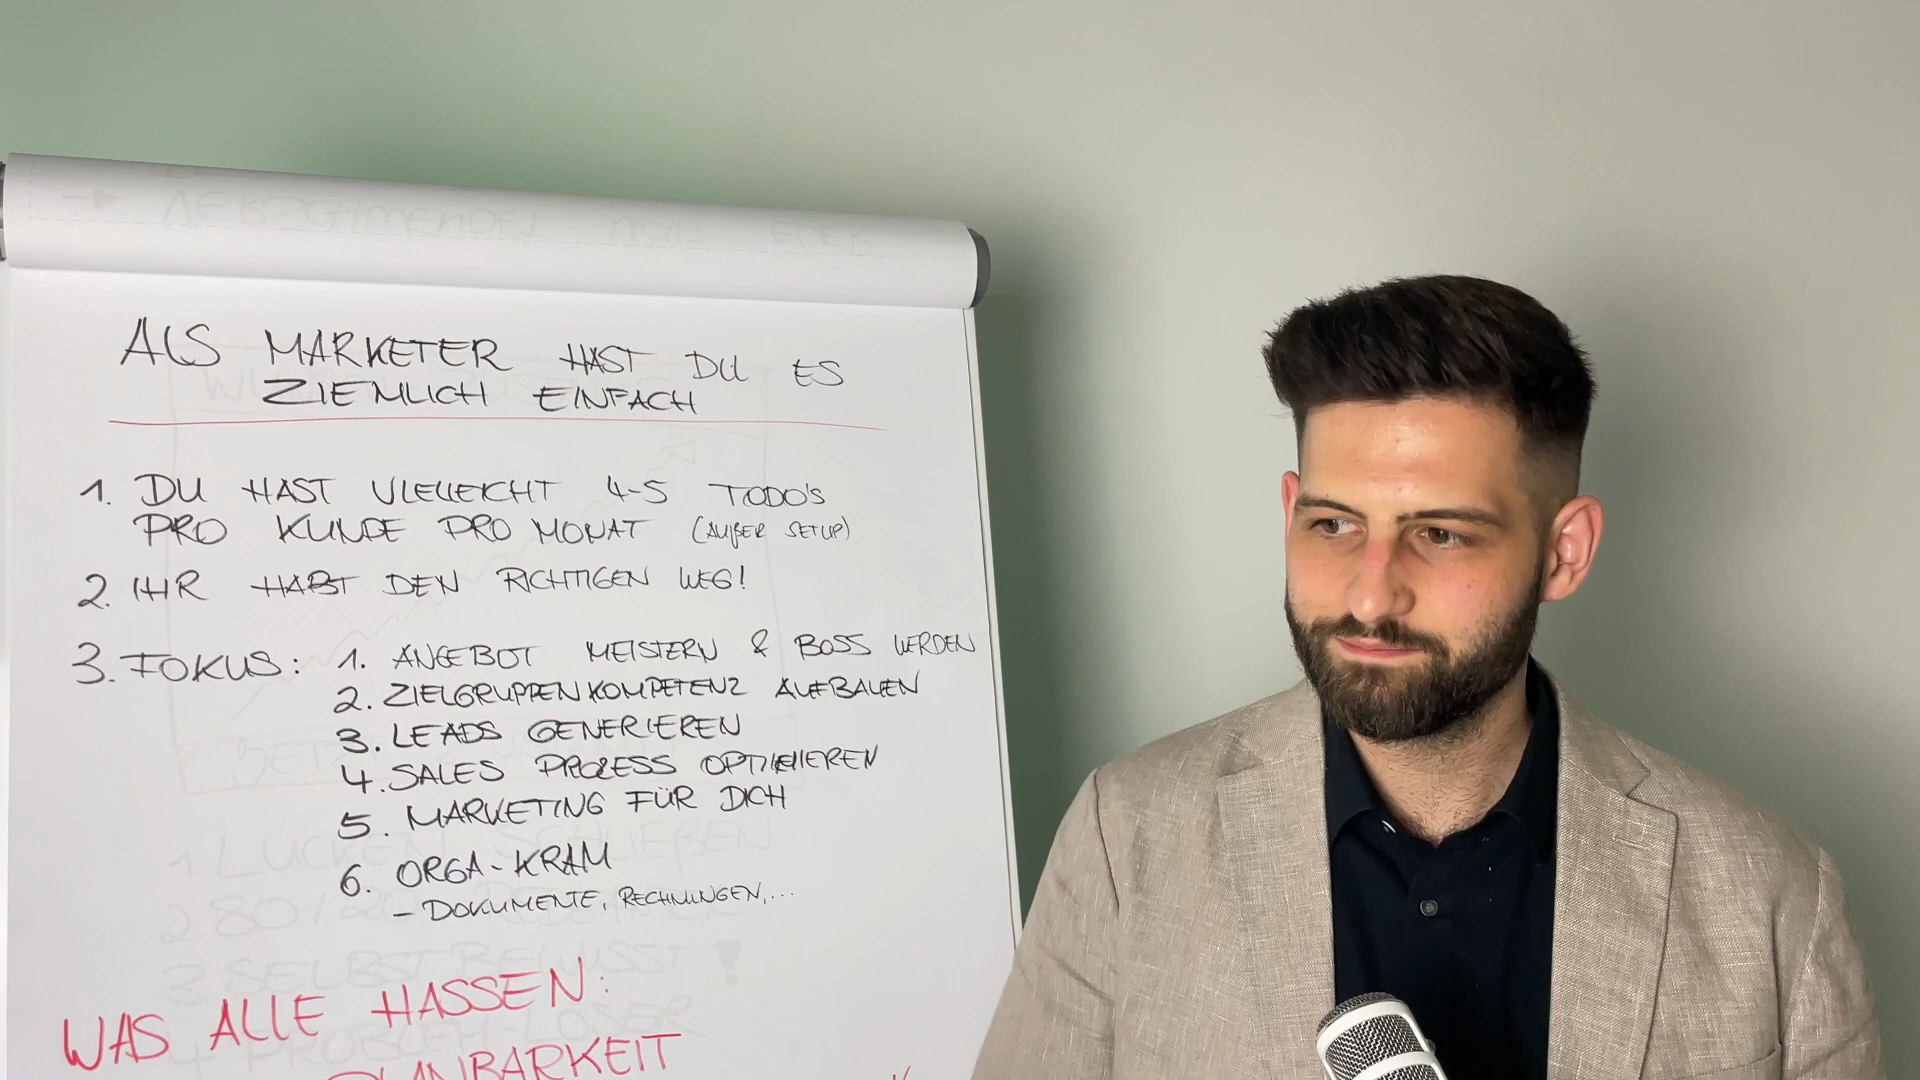 ALS MARKETER HAST DU ES
ZIEMLICH EINFACH
1. DU HAST VIELLEICHT 4-5 TODO'S
PRO KUNDE PRO MONAT (AUßER SETUP)
2. IHR HABT DEN RICHTIGEN WEG!
3. FOKUS: 1. ANGEBOT MEISTERN & BOSS WERDEN
2. ZIELGRUPPENKOMPETENZ AUFBAUEN
3. LEADS GENERIEREN
4. SALES PROZESS OPTIMIEREN
5. MARKETING FÜR DICH
6. ORGA-KRAM
- DOKUMENTE, RECHNUNGEN,...
WAS ALLE HASSEN:
PLANBARKEIT